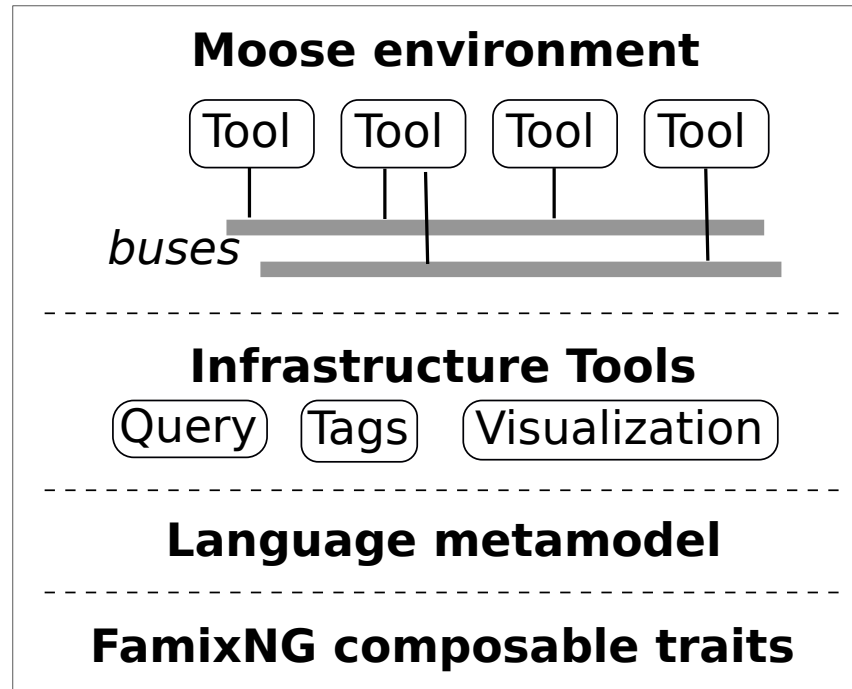 Moose environment
Tool Tool Tool Tool
buses
Infrastructure Tools
Query Tags Visualization
Language metamodel
FamixNG composable traits